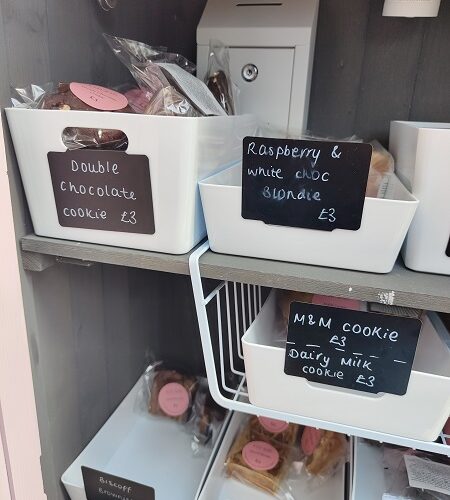 Double
chocolate
cookie £3
Raspberry &
white choc
Blondie
£3
M&M cookie
£3
Dairy Milk
cookie £3
Biscoff